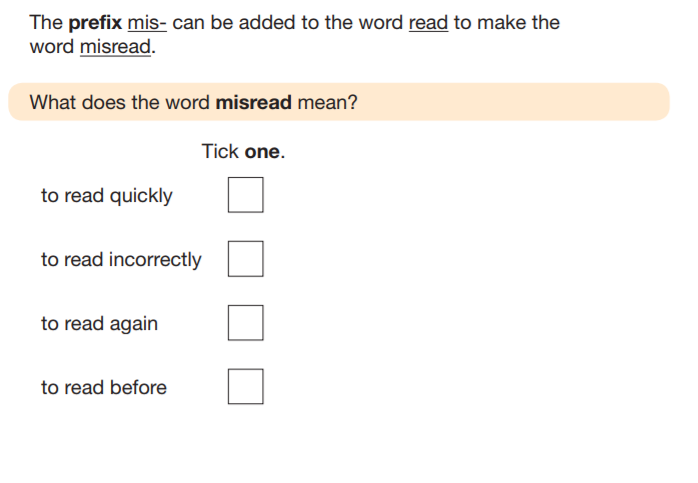 The prefix mis- can be added to the word read to make the
word misread.
What does the word misread mean?
Tick one.
to read quickly
to read incorrectly
to read again
to read before